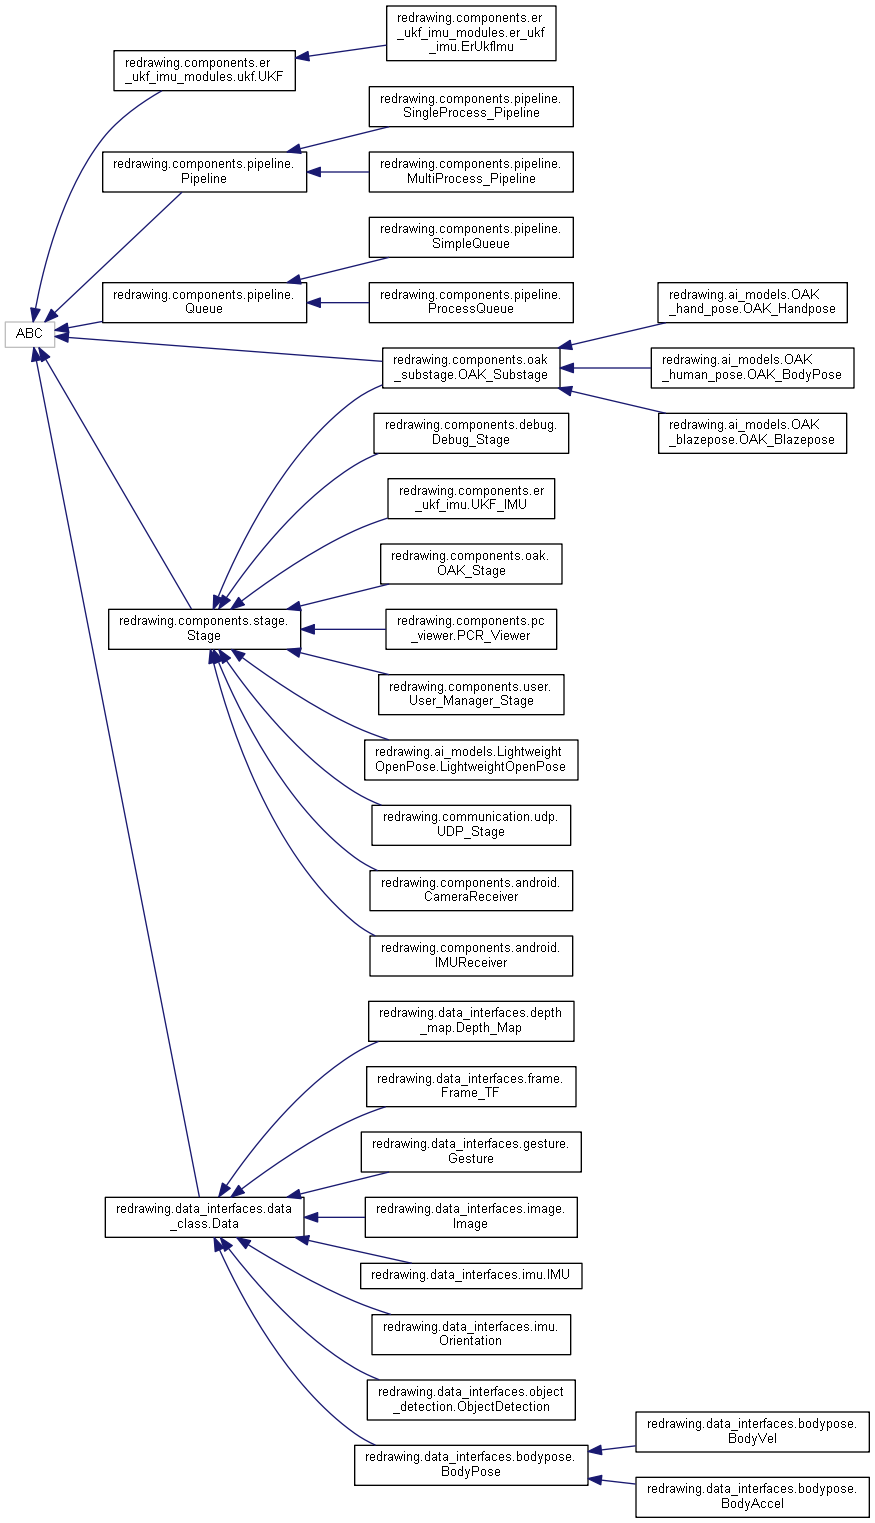 redrawing.components.er
_ukf_imu_modules.er_ukf
_imu.ErUkfImu
redrawing.components.er
_ukf_imu_modules.ukf.UKF
redrawing.components.pipeline.
SingleProcess_Pipeline
redrawing.components.pipeline.
Pipeline
redrawing.components.pipeline.
MultiProcess_Pipeline
redrawing.components.pipeline.
SimpleQueue
redrawing.components.pipeline.
Queue
redrawing.components.pipeline.
ProcessQueue
redrawing.ai_models.OAK
_hand_pose.OAK_Handpose
ABC
redrawing.components.oak
_substage.OAK_Substage
redrawing.ai_models.OAK
_human_pose.OAK_BodyPose
redrawing.ai_models.OAK
_blazepose.OAK_Blazepose
redrawing.components.debug.
Debug_Stage
redrawing.components.er
_ukf_imu.UKF_IMU
redrawing.components.oak.
OAK_Stage
redrawing.components.stage.
Stage
redrawing.components.pc
_viewer.PCR_Viewer
redrawing.components.user.
User_Manager_Stage
redrawing.ai_models.Lightweight
OpenPose.LightweightOpenPose
redrawing.communication.udp.
UDP_Stage
redrawing.components.android.
CameraReceiver
redrawing.components.android.
IMUReceiver
redrawing.data_interfaces.depth
_map.Depth_Map
redrawing.data_interfaces.frame.
Frame_TF
redrawing.data_interfaces.gesture.
Gesture
redrawing.data_interfaces.data
_class.Data
redrawing.data_interfaces.image.
Image
redrawing.data_interfaces.imu.IMU
redrawing.data_interfaces.imu.
Orientation
redrawing.data_interfaces.object
_detection.ObjectDetection
redrawing.data_interfaces.bodypose.
BodyPose
redrawing.data_interfaces.bodypose.
BodyVel
redrawing.data_interfaces.bodypose.
BodyAccel